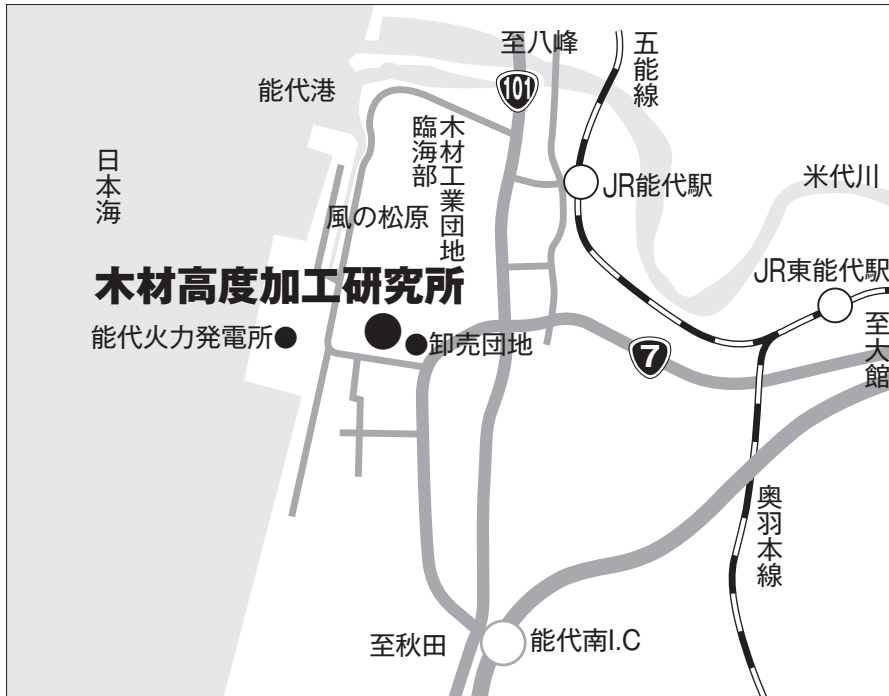 至八峰
五能線
101
能代港
木材工業団地
臨海部
日本海
JR能代駅
米代川
風の松原
JR東能代駅
木材高度加工研究所
能代火力発電所
卸売団地
7
至大館
奥羽本線
至秋田
能代南I.C